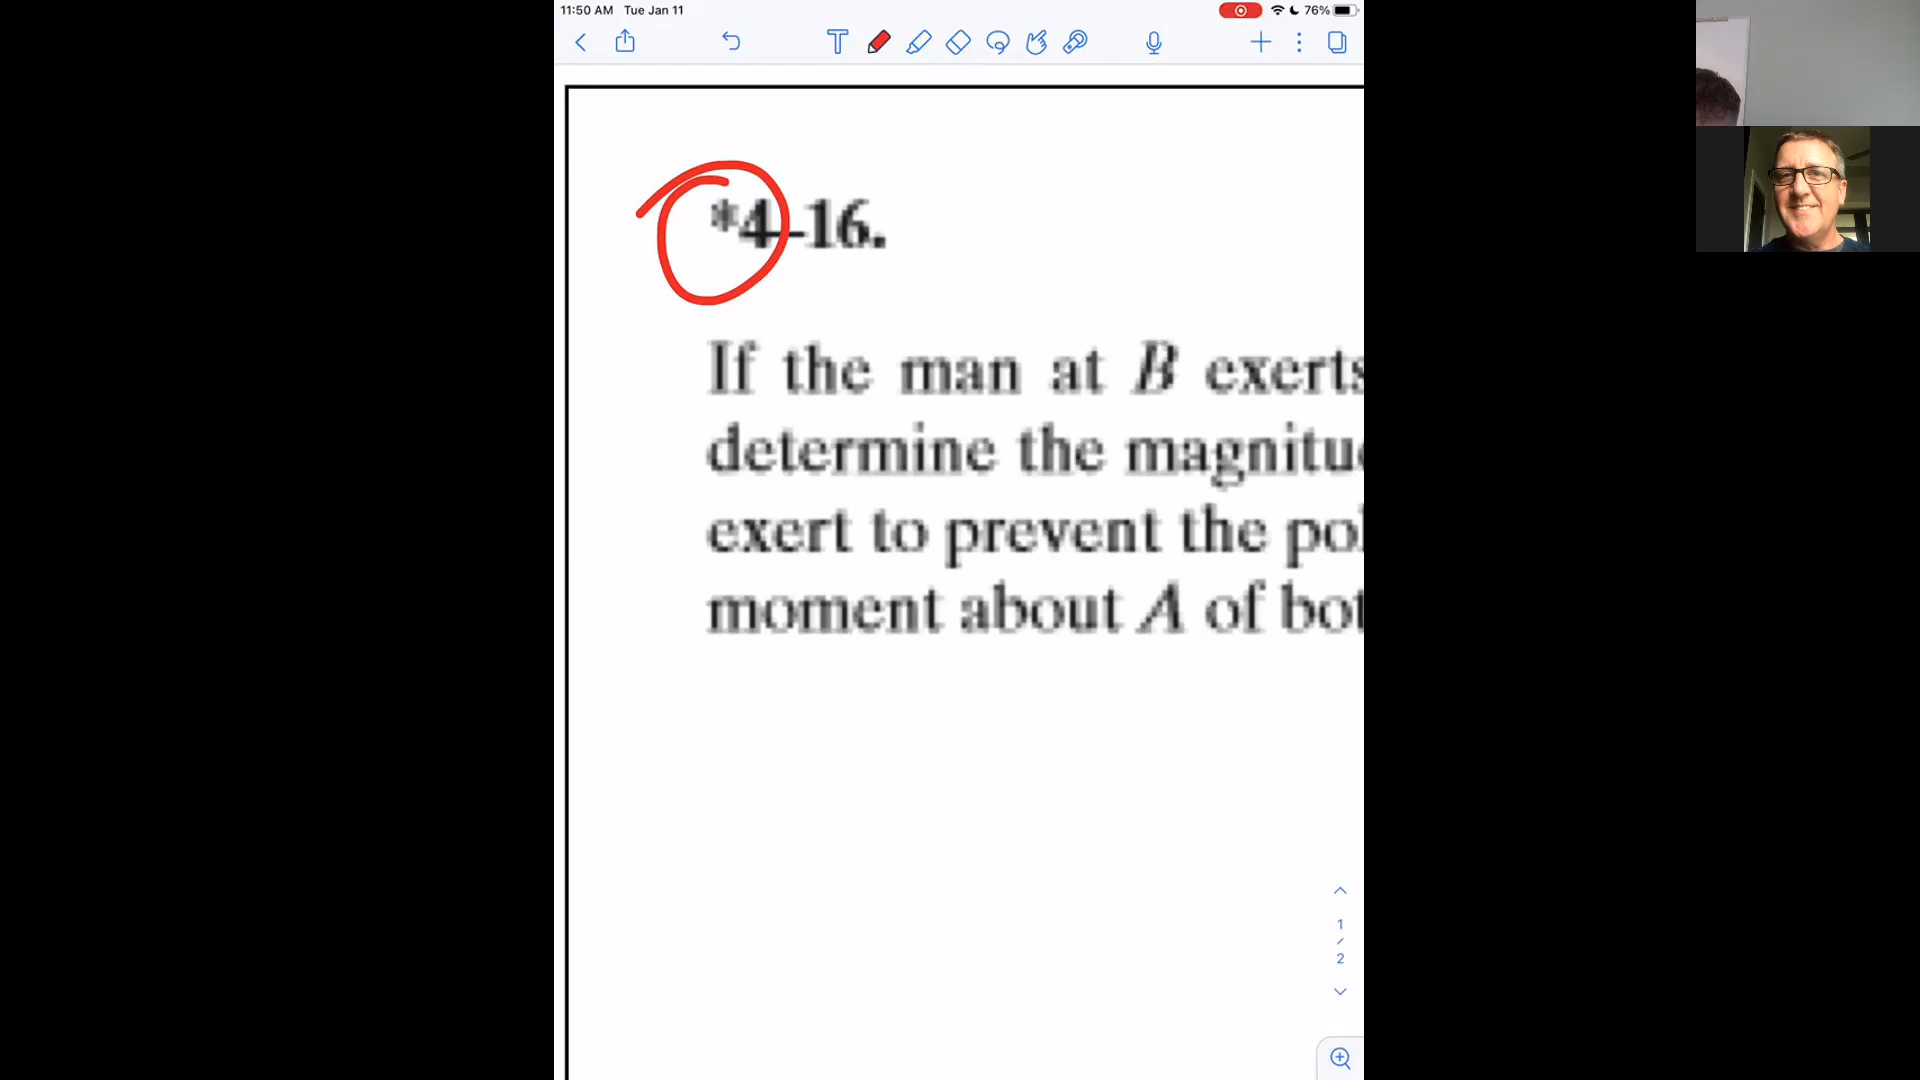 11:50 AM Tue Jan 11
76%
*4–16.
If the man at B exerts
determine the magnitu
exert to prevent the po
moment about A of bot
1
/
2